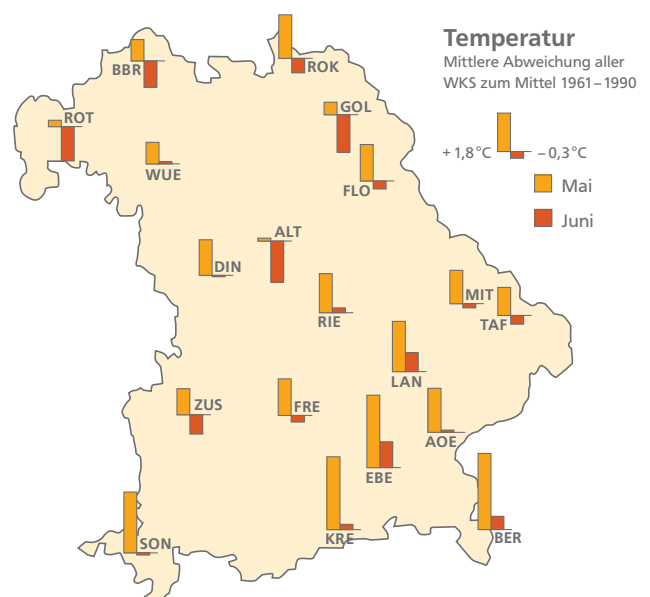 Temperatur
Mittlere Abweichung aller
WKS zum Mittel 1961–1990
+ 1,8 °C
– 0,3 °C
Mai
Juni
ROK
BBR
GOL
ROT
WUE
FLO
ALT
DIN
MIT
RIE
TAF
LAN
ZUS
FRE
AOE
EBE
KRE
BER
SON